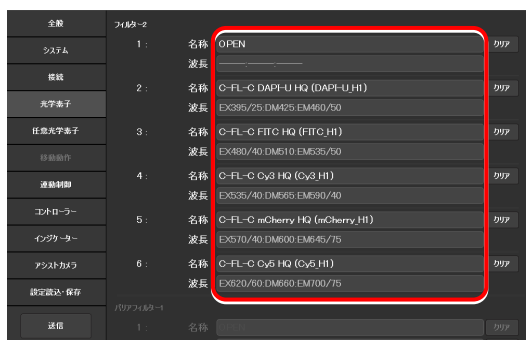 全般
システム
接続
光学素子
任意光学素子
移動動作
連動制御
コントローラー
インジケーター
アシストカメラ
設定読込・保存
送信
フィルター2
1 : 名称 OPEN クリア
波長 ----,----,----
2 : 名称 C-FL-C DAPI-U HQ (DAPI-U_H1) クリア
波長 EX395/25:DM425:EM460/50
3 : 名称 C-FL-C FITC HQ (FITC_H1) クリア
波長 EX480/40:DM510:EM535/50
4 : 名称 C-FL-C Cy3 HQ (Cy3_H1) クリア
波長 EX535/40:DM565:EM590/40
5 : 名称 C-FL-C mCherry HQ (mCherry_H1) クリア
波長 EX570/40:DM600:EM645/75
6 : 名称 C-FL-C Cy5 HQ (Cy5_H1) クリア
波長 EX620/60:DM660:EM700/75
バリアフィルター1
1 : 名称 OPEN クリア